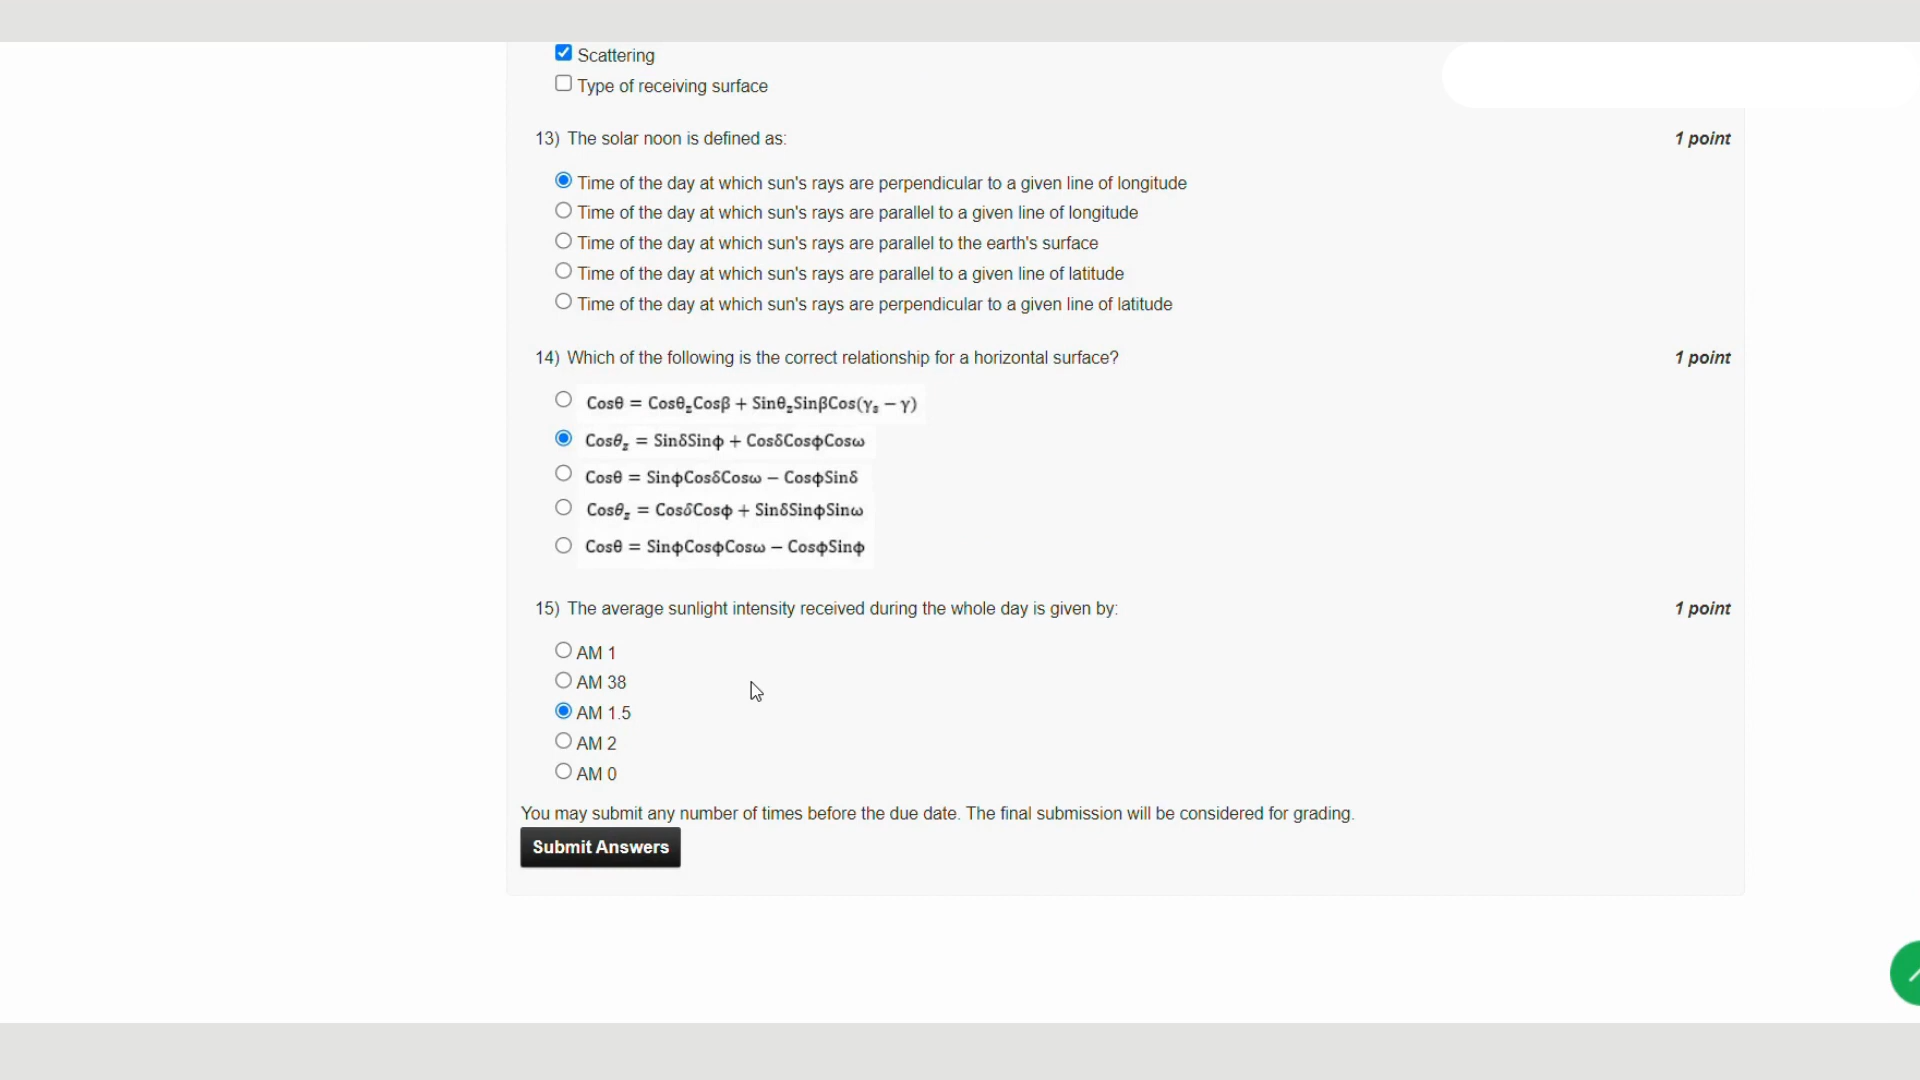 Scattering
Type of receiving surface
13) The solar noon is defined as:
1 point
Time of the day at which sun's rays are perpendicular to a given line of longitude
Time of the day at which sun's rays are parallel to a given line of longitude
Time of the day at which sun's rays are parallel to the earth's surface
Time of the day at which sun's rays are parallel to a given line of latitude
Time of the day at which sun's rays are perpendicular to a given line of latitude
14) Which of the following is the correct relationship for a horizontal surface?
1 point
Cosθ = Cosθ_zCosβ + Sinθ_zSinβCos(γ_s − γ)
Cosθ_z = SinδSinϕ + CosδCosϕCosω
Cosθ = SinϕCosδCosω − CosϕSinδ
Cosθ_z = CosδCosϕ + SinδSinϕSinω
Cosθ = SinϕCosϕCosω − CosϕSinϕ
15) The average sunlight intensity received during the whole day is given by:
1 point
AM 1
AM 38
AM 1.5
AM 2
AM 0
You may submit any number of times before the due date. The final submission will be considered for grading.
Submit Answers